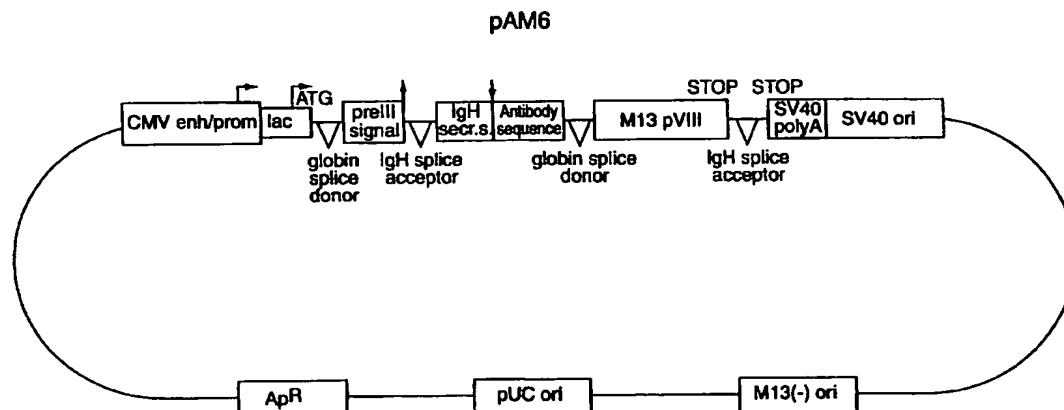 pAM6
STOP STOP
ATG
CMV enh/prom
lac
preIII
signal
IgH
secr.s.
Antibody
sequence
M13 pVIII
SV40
polyA
SV40 ori
globin
splice
donor
IgH splice
acceptor
globin splice
donor
IgH splice
acceptor
ApR
pUC ori
M13(-) ori